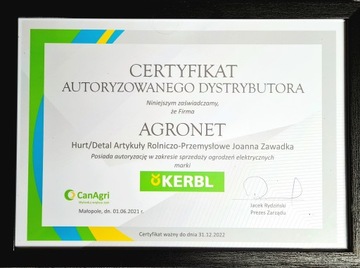 CERTYFIKAT
AUTORYZOWANEGO DYSTRYBUTORA
Niniejszym zaświadczamy,
że Firma
AGRONET
Hurt/Detal Artykuły Rolniczo-Przemysłowe Joanna Zawadka
Posiada autoryzację w zakresie sprzedaży ogrodzeń elektrycznych
marki
KERBL
CanAgri
Małopole, dn. 01.06.2021 r.
Jacek Rydziński
Prezes Zarządu
Certyfikat ważny do dnia 31.12.2022